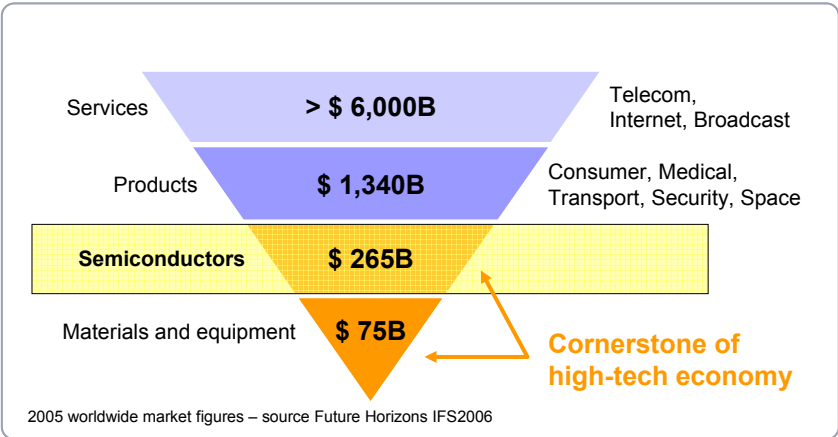 Services
> $ 6,000B
Telecom,
Internet, Broadcast
Products
$ 1,340B
Consumer, Medical,
Transport, Security, Space
Semiconductors
$ 265B
Materials and equipment
$ 75B
Cornerstone of
high-tech economy
2005 worldwide market figures – source Future Horizons IFS2006